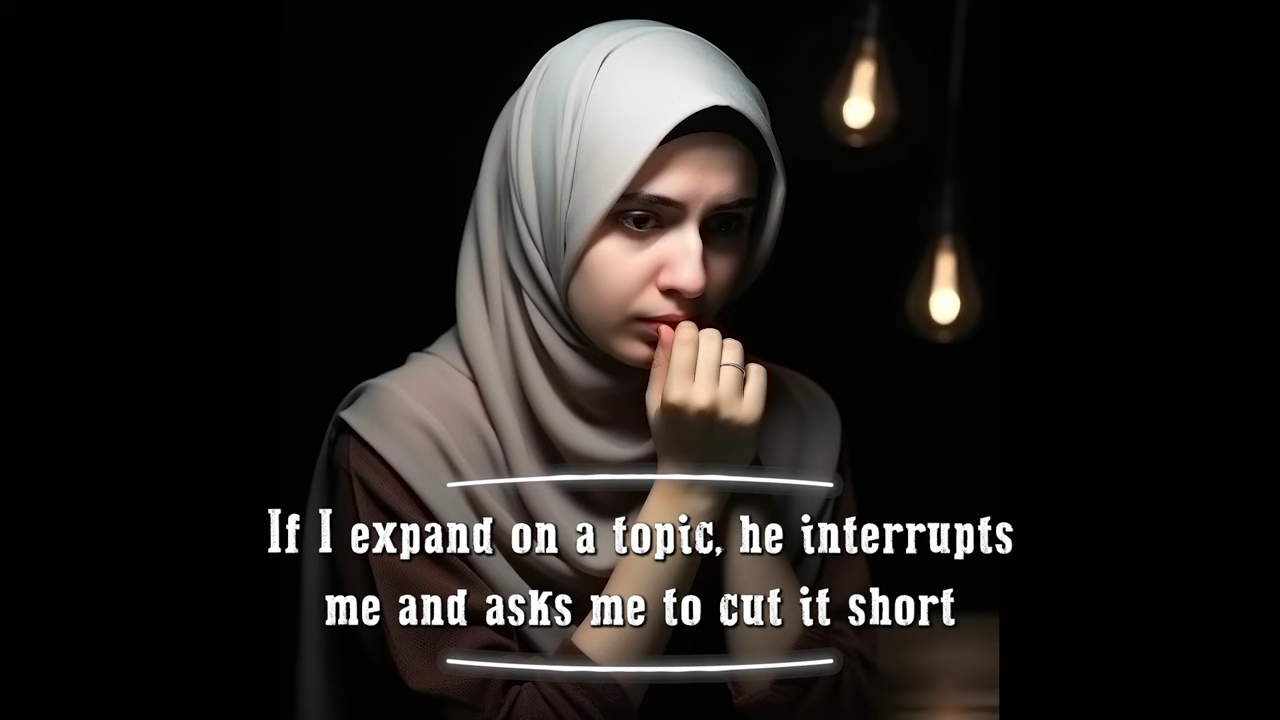 If I expand on a topic, he interrupts
me and asks me to cut it short